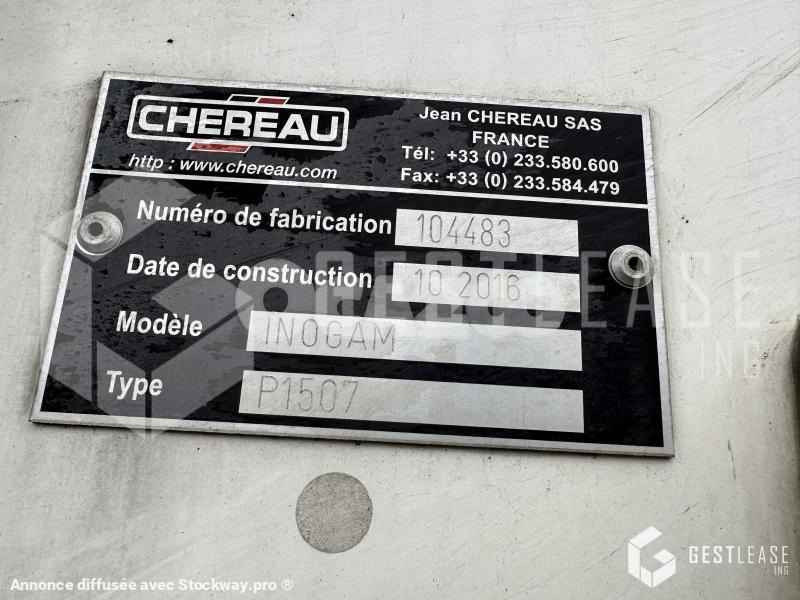 CHEREAU
http : www.chereau.com
Jean CHEREAU SAS
FRANCE
Tél: +33 (0) 233.580.600
Fax: +33 (0) 233.584.479
Numéro de fabrication 104483
Date de construction 10.2016
Modèle INOGAM
Type P1507
GESTLEASE
ING
GESTLEASE
ING
Annonce diffusée avec Stockway.pro ®